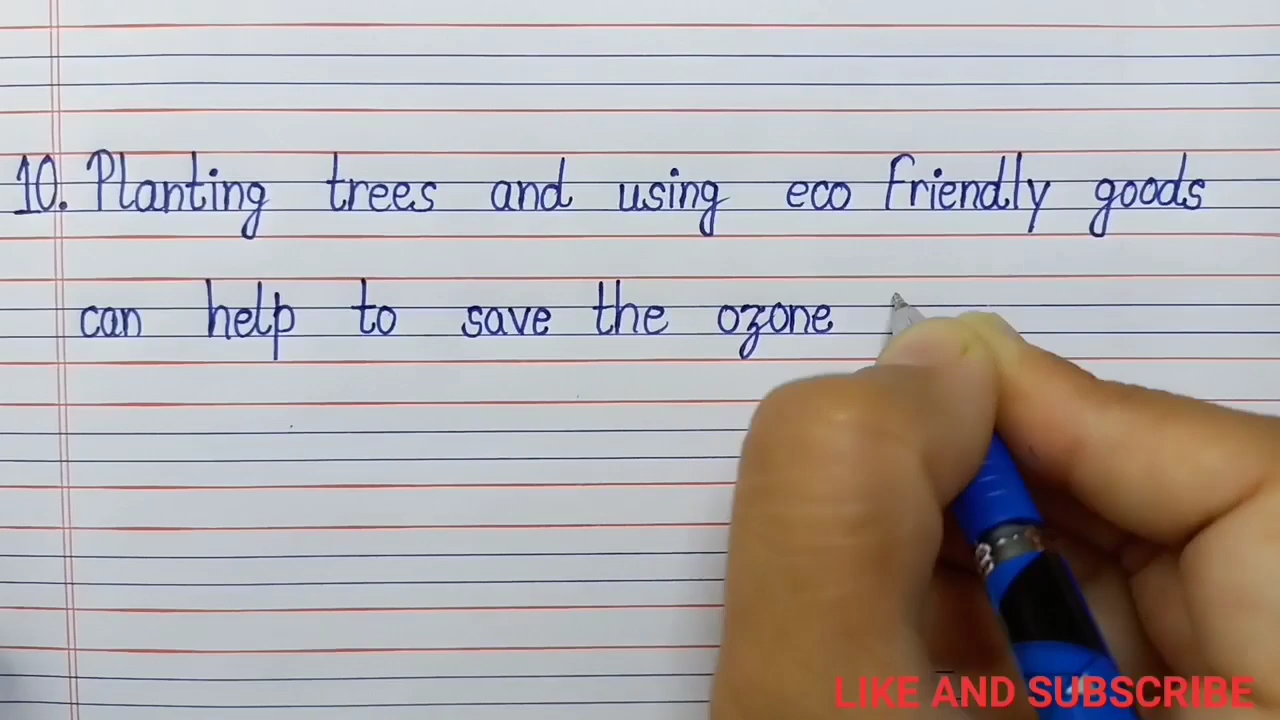 10. Planting trees and using eco friendly goods
can help to save the ozone
LIKE AND SUBSCRIBE